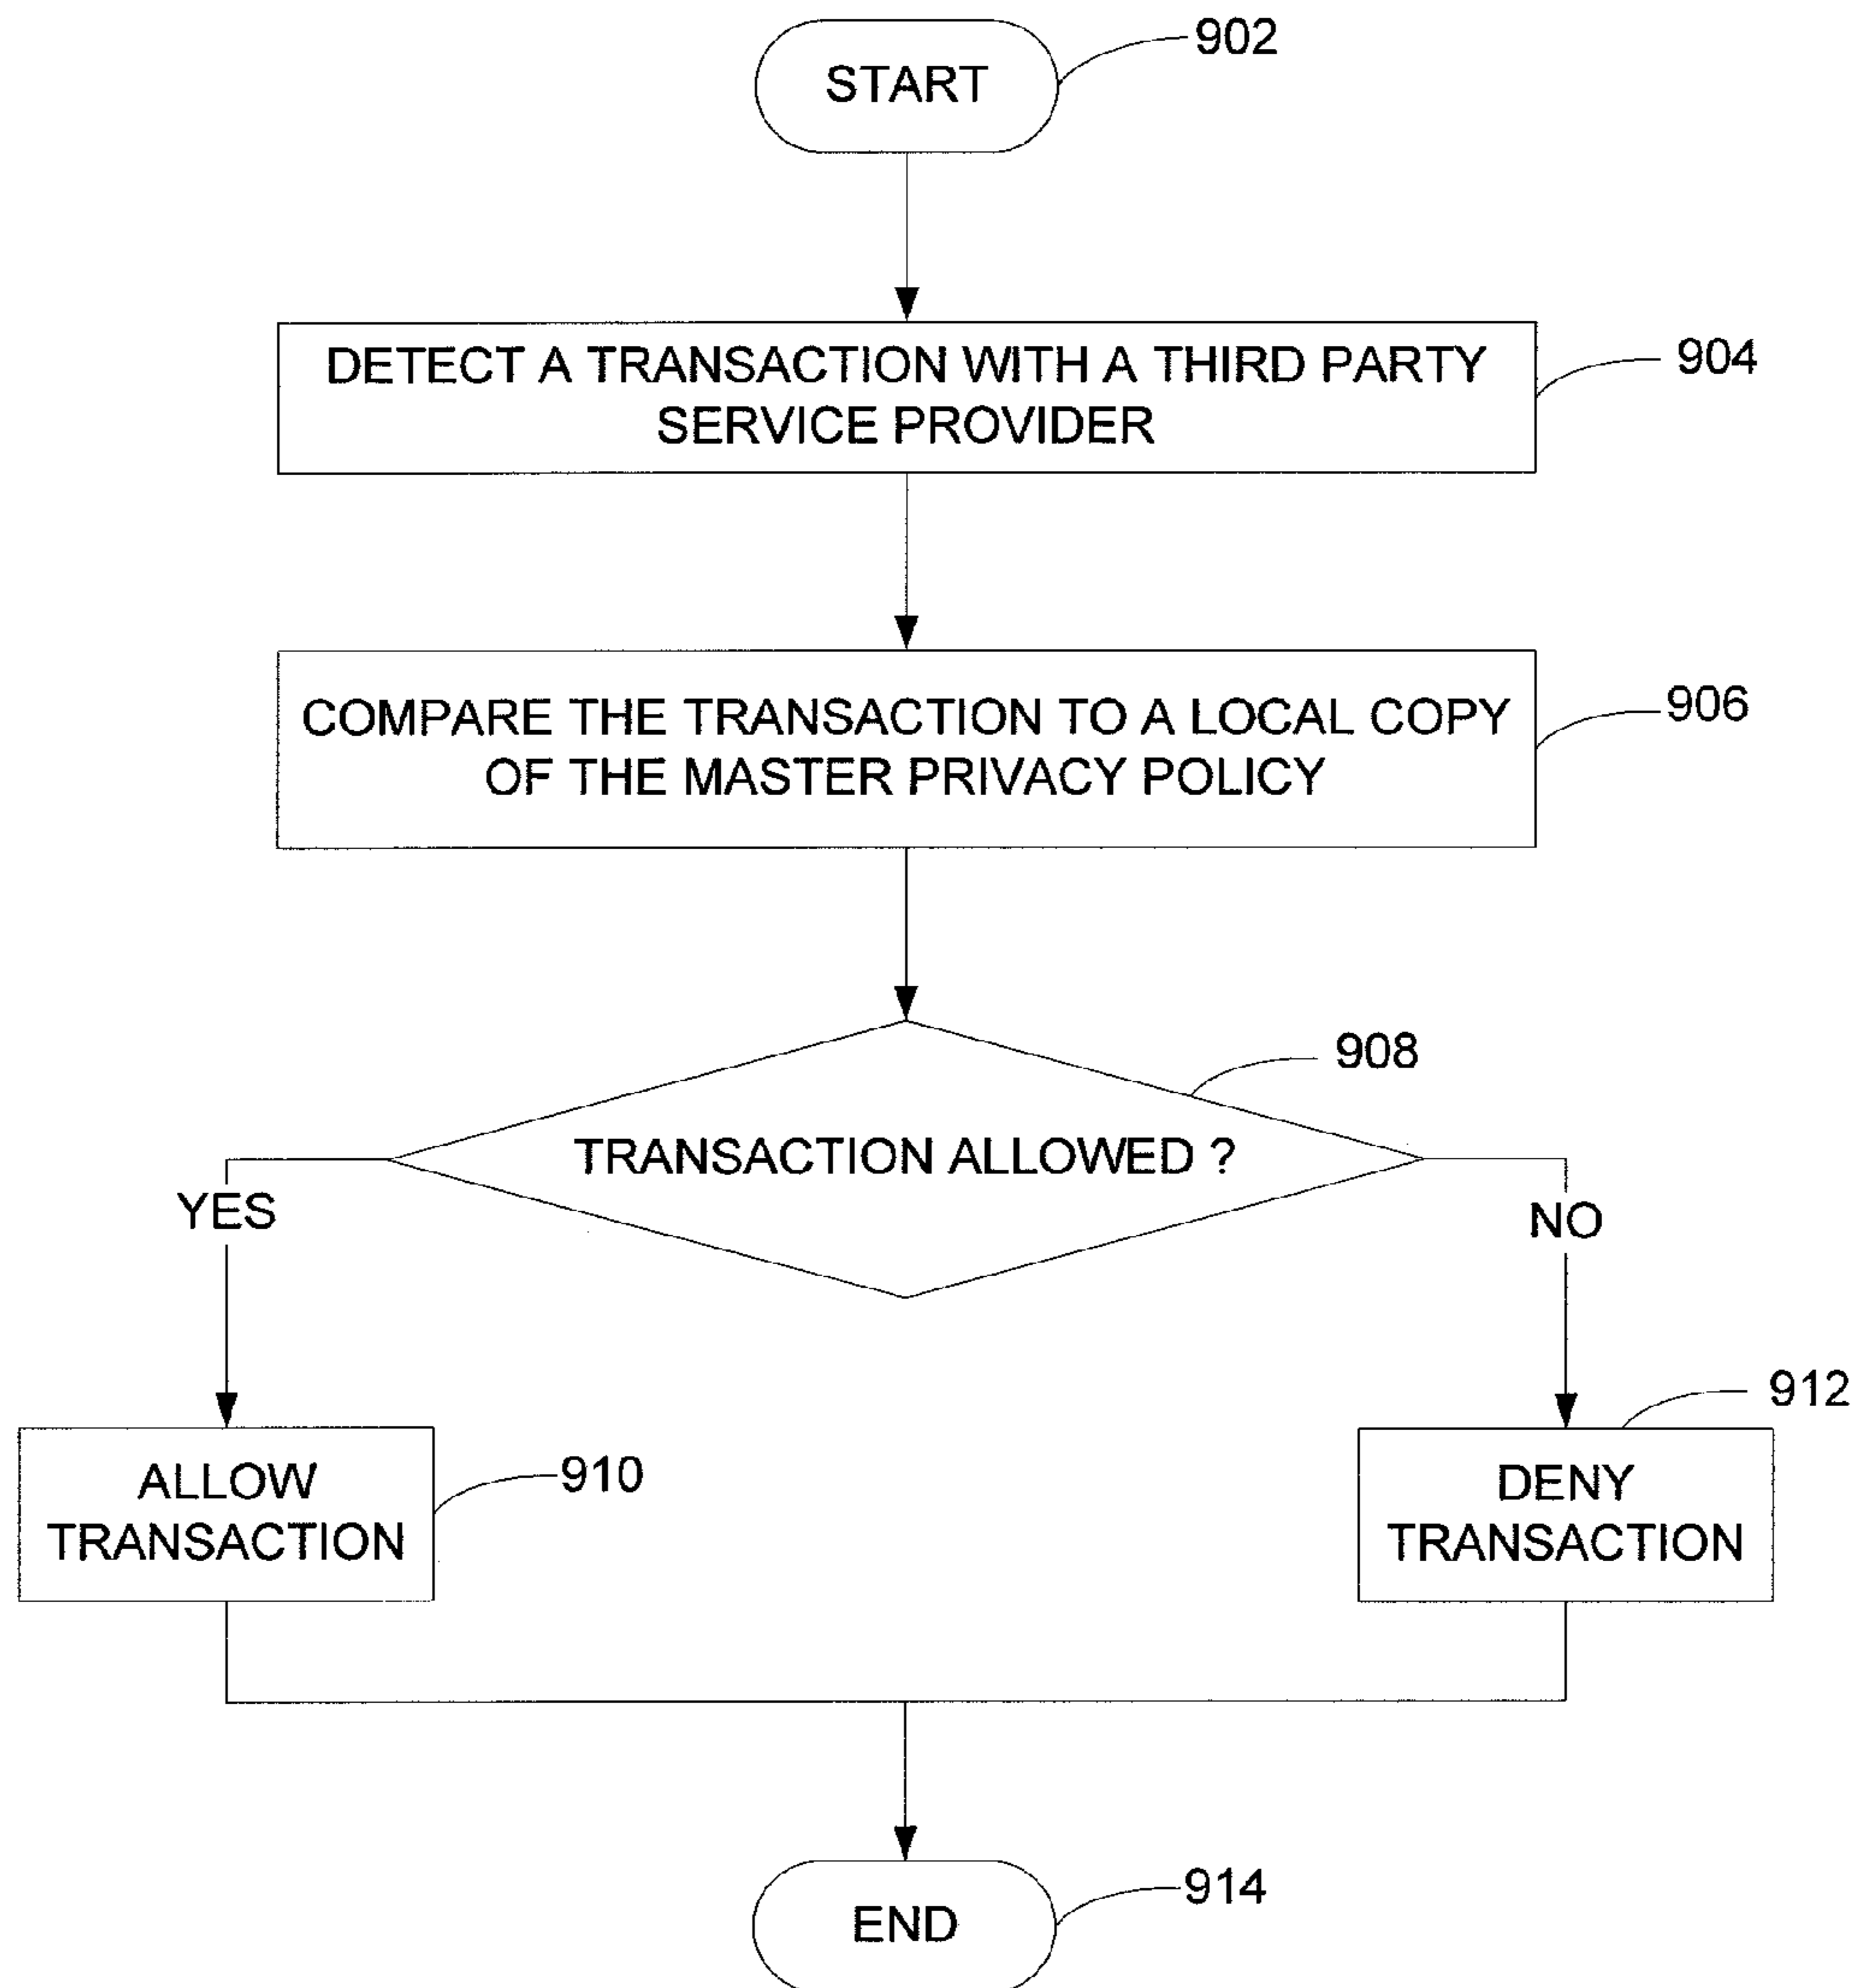 START
902
DETECT A TRANSACTION WITH A THIRD PARTY
SERVICE PROVIDER
904
COMPARE THE TRANSACTION TO A LOCAL COPY
OF THE MASTER PRIVACY POLICY
906
908
TRANSACTION ALLOWED ?
YES
NO
ALLOW
TRANSACTION
910
912
DENY
TRANSACTION
914
END